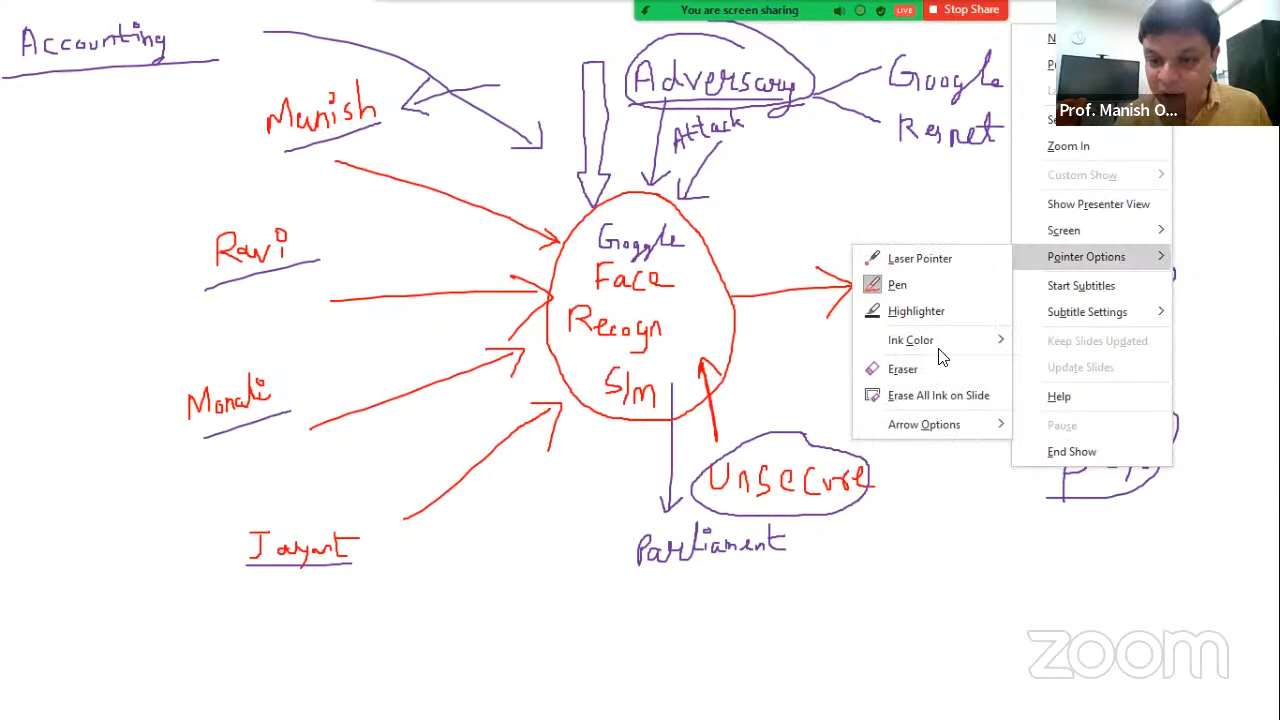 You are screen sharing
LIVE
Stop Share
Accounting
Manish
Adversary
Google
Attack
Resnet
Prof. Manish O...
Zoom In
Custom Show
Show Presenter View
Screen
Pointer Options
Start Subtitles
Subtitle Settings
Keep Slides Updated
Update Slides
Help
Pause
End Show
Laser Pointer
Pen
Highlighter
Ink Color
Eraser
Erase All Ink on Slide
Arrow Options
Ravi
Goggle
Face
Recogn
S/m
Monali
Unsecure
Jayant
Parliament
zoom